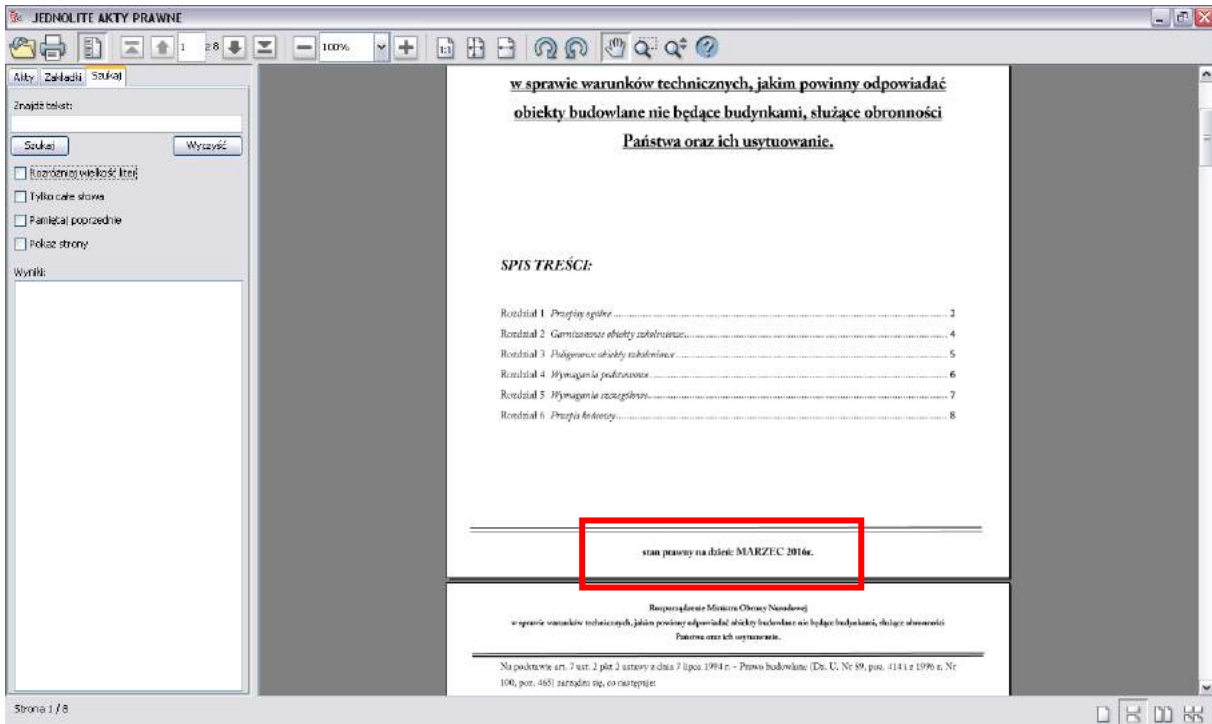 JEDNOLITE AKTY PRAWNE
1 z 8 100%
Akty Zakładki Szukaj
Znajdź tekst:
Szukaj Wyczyść
Rozróżniaj wielkość liter
Tylko całe słowa
Pamiętaj poprzednie
Pokaż strony
Wyniki:
w sprawie warunków technicznych, jakim powinny odpowiadać
obiekty budowlane nie będące budynkami, służące obronności
Państwa oraz ich usytuowanie.
SPIS TREŚCI:
Rozdział 1 Przepisy ogólne 2
Rozdział 2 Garnizonowe obiekty szkoleniowe 4
Rozdział 3 Poligonowe obiekty szkoleniowe 5
Rozdział 4 Wymagania podstawowe 6
Rozdział 5 Wymagania szczególne 7
Rozdział 6 Przepis końcowy 8
stan prawny na dzień: MARZEC 2016r.
Rozporządzenie Ministra Obrony Narodowej
w sprawie warunków technicznych, jakim powinny odpowiadać obiekty budowlane nie będące budynkami, służące obronności
Państwa oraz ich usytuowanie.
Na podstawie art. 7 ust. 2 pkt 2 ustawy z dnia 7 lipca 1994 r. - Prawo budowlane (Dz. U. Nr 89, poz. 414 i z 1996 r. Nr
100, poz. 465) zarządza się, co następuje:
Strona 1 / 8